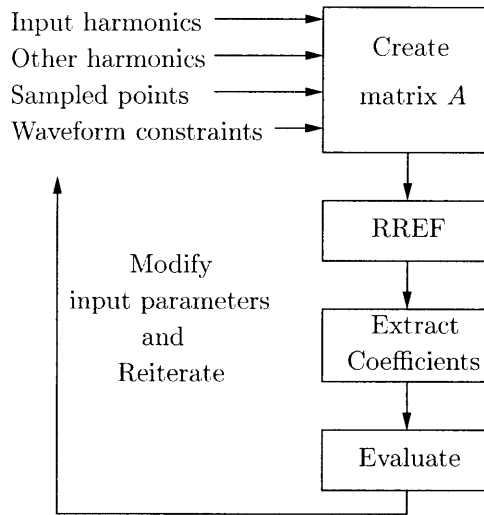 Input harmonics
Other harmonics
Sampled points
Waveform constraints
Create
matrix A
RREF
Extract
Coefficients
Evaluate
Modify
input parameters
and
Reiterate